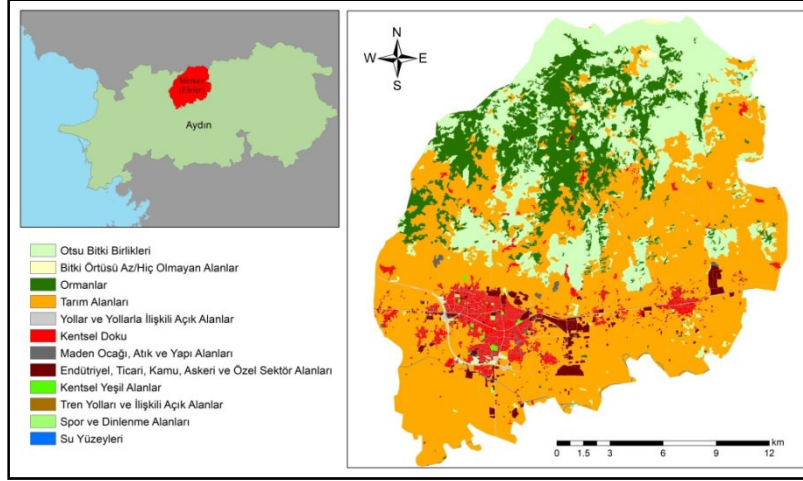 Merkez
(Efeler)
Aydın
Otsu Bitki Birlikleri
Bitki Örtüsü Az/Hiç Olmayan Alanlar
Ormanlar
Tarım Alanları
Yollar ve Yollarla İlişkili Açık Alanlar
Kentsel Doku
Maden Ocağı, Atık ve Yapı Alanları
Endütriyel, Ticari, Kamu, Askeri ve Özel Sektör Alanları
Kentsel Yeşil Alanlar
Tren Yolları ve İlişkili Açık Alanlar
Spor ve Dinlenme Alanları
Su Yüzeyleri
N
W E
S
km
0 1.5 3 6 9 12